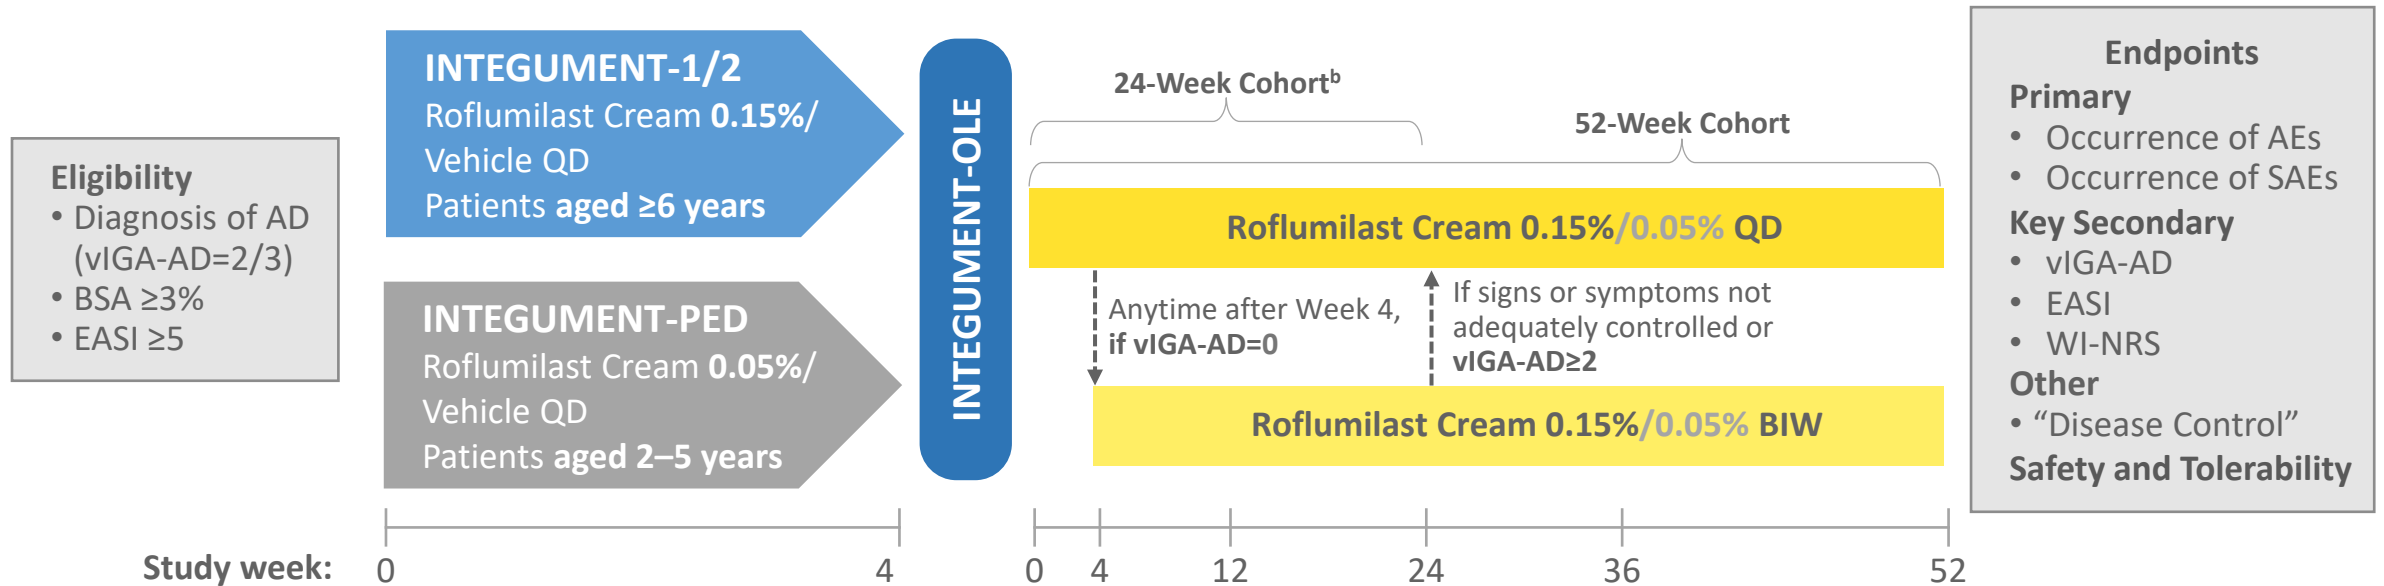 Eligibility
• Diagnosis of AD
(vIGA-AD=2/3)
• BSA ≥3%
• EASI ≥5
INTEGUMENT-1/2
Roflumilast Cream 0.15%/
Vehicle QD
Patients aged ≥6 years
INTEGUMENT-PED
Roflumilast Cream 0.05%/
Vehicle QD
Patients aged 2–5 years
INTEGUMENT-OLE
24-Week Cohortᵇ
52-Week Cohort
Roflumilast Cream 0.15%/0.05% QD
Anytime after Week 4,
if vIGA-AD=0
If signs or symptoms not
adequately controlled or
vIGA-AD≥2
Roflumilast Cream 0.15%/0.05% BIW
Endpoints
Primary
• Occurrence of AEs
• Occurrence of SAEs
Key Secondary
• vIGA-AD
• EASI
• WI-NRS
Other
• “Disease Control”
Safety and Tolerability
Study week: 0 4 0 4 12 24 36 52